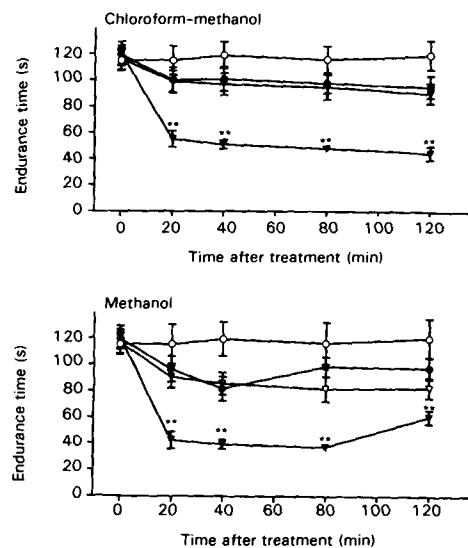 Chloroform-methanol
Endurance time (s)
120
100
80
60
40
20
0
** ** ** **
0 20 40 60 80 100 120
Time after treatment (min)
Methanol
Endurance time (s)
120
100
80
60
40
20
0
** ** ** **
0 20 40 60 80 100 120
Time after treatment (min)